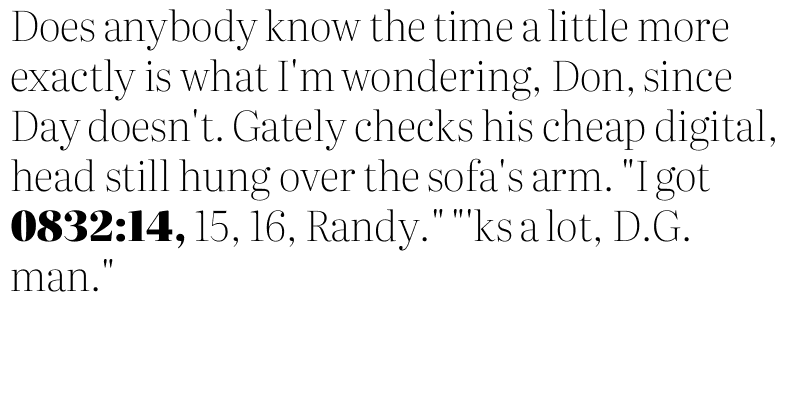 Does anybody know the time a little more
exactly is what I'm wondering, Don, since
Day doesn't. Gately checks his cheap digital,
head still hung over the sofa's arm. "I got
0832:14, 15, 16, Randy." "'ks a lot, D.G.
man."